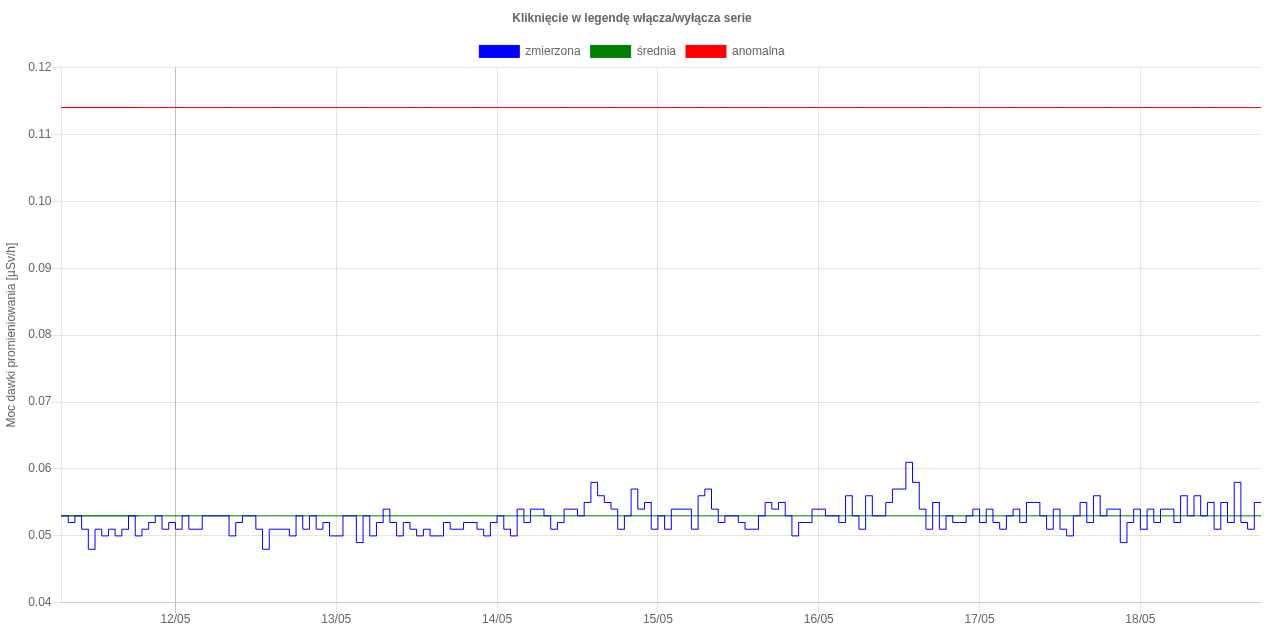 Kliknięcie w legendę włącza/wyłącza serie
zmierzona średnia anomalna
Moc dawki promieniowania [µSv/h]
0.12
0.11
0.10
0.09
0.08
0.07
0.06
0.05
0.04
12/05 13/05 14/05 15/05 16/05 17/05 18/05